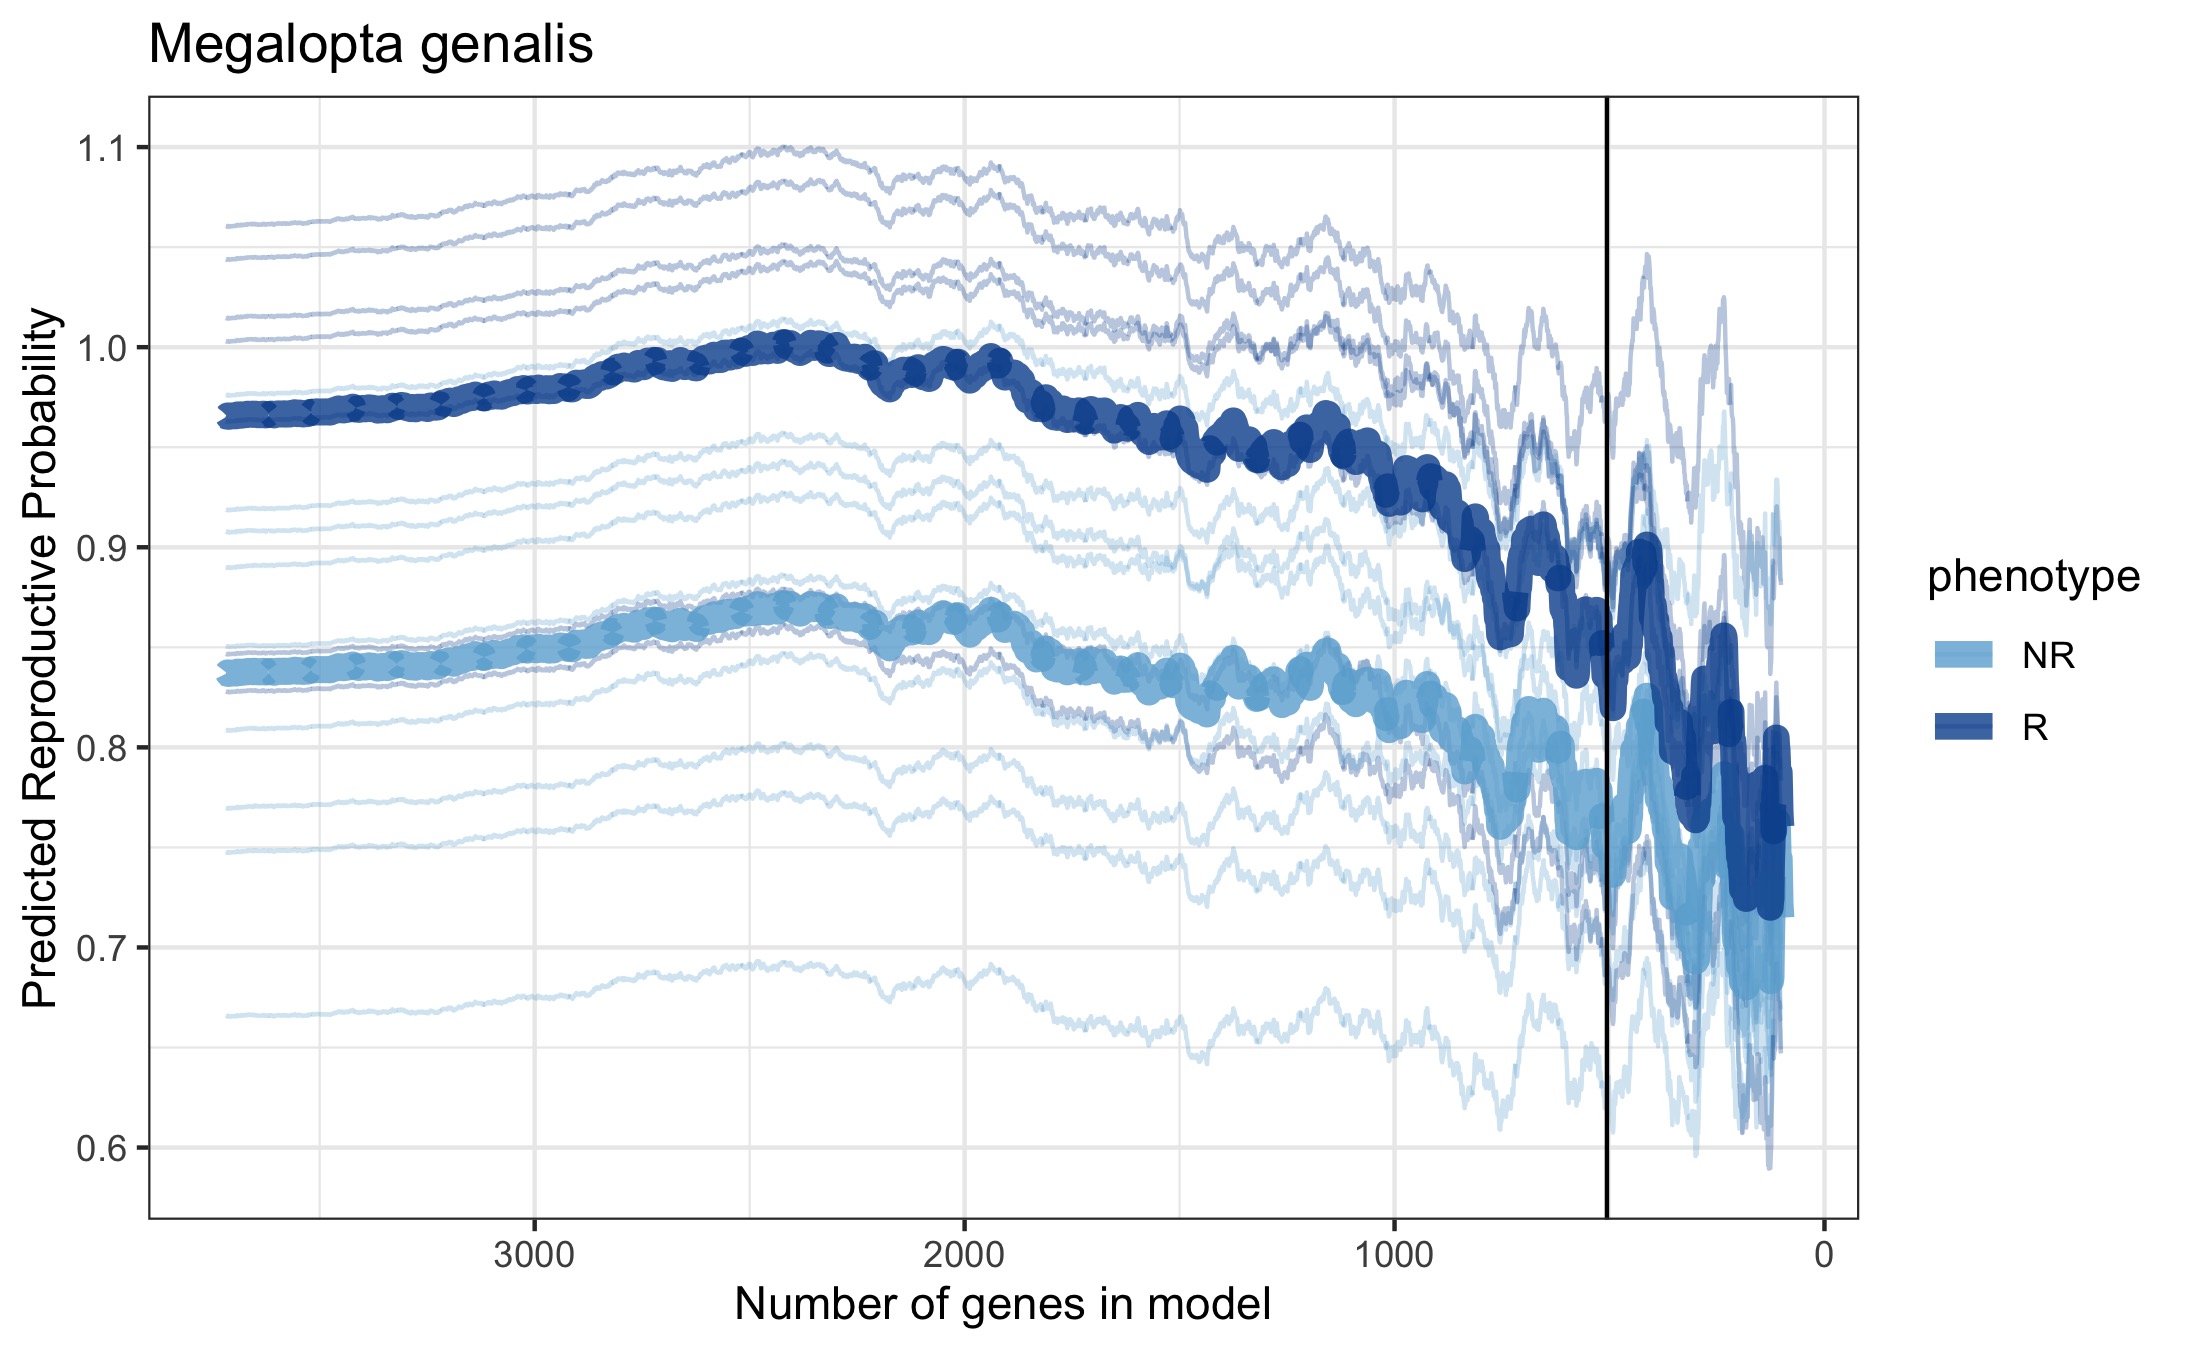 Megalopta genalis
Predicted Reproductive Probability
1.1
1.0
0.9
0.8
0.7
0.6
3000
2000
1000
0
Number of genes in model
phenotype
NR
R